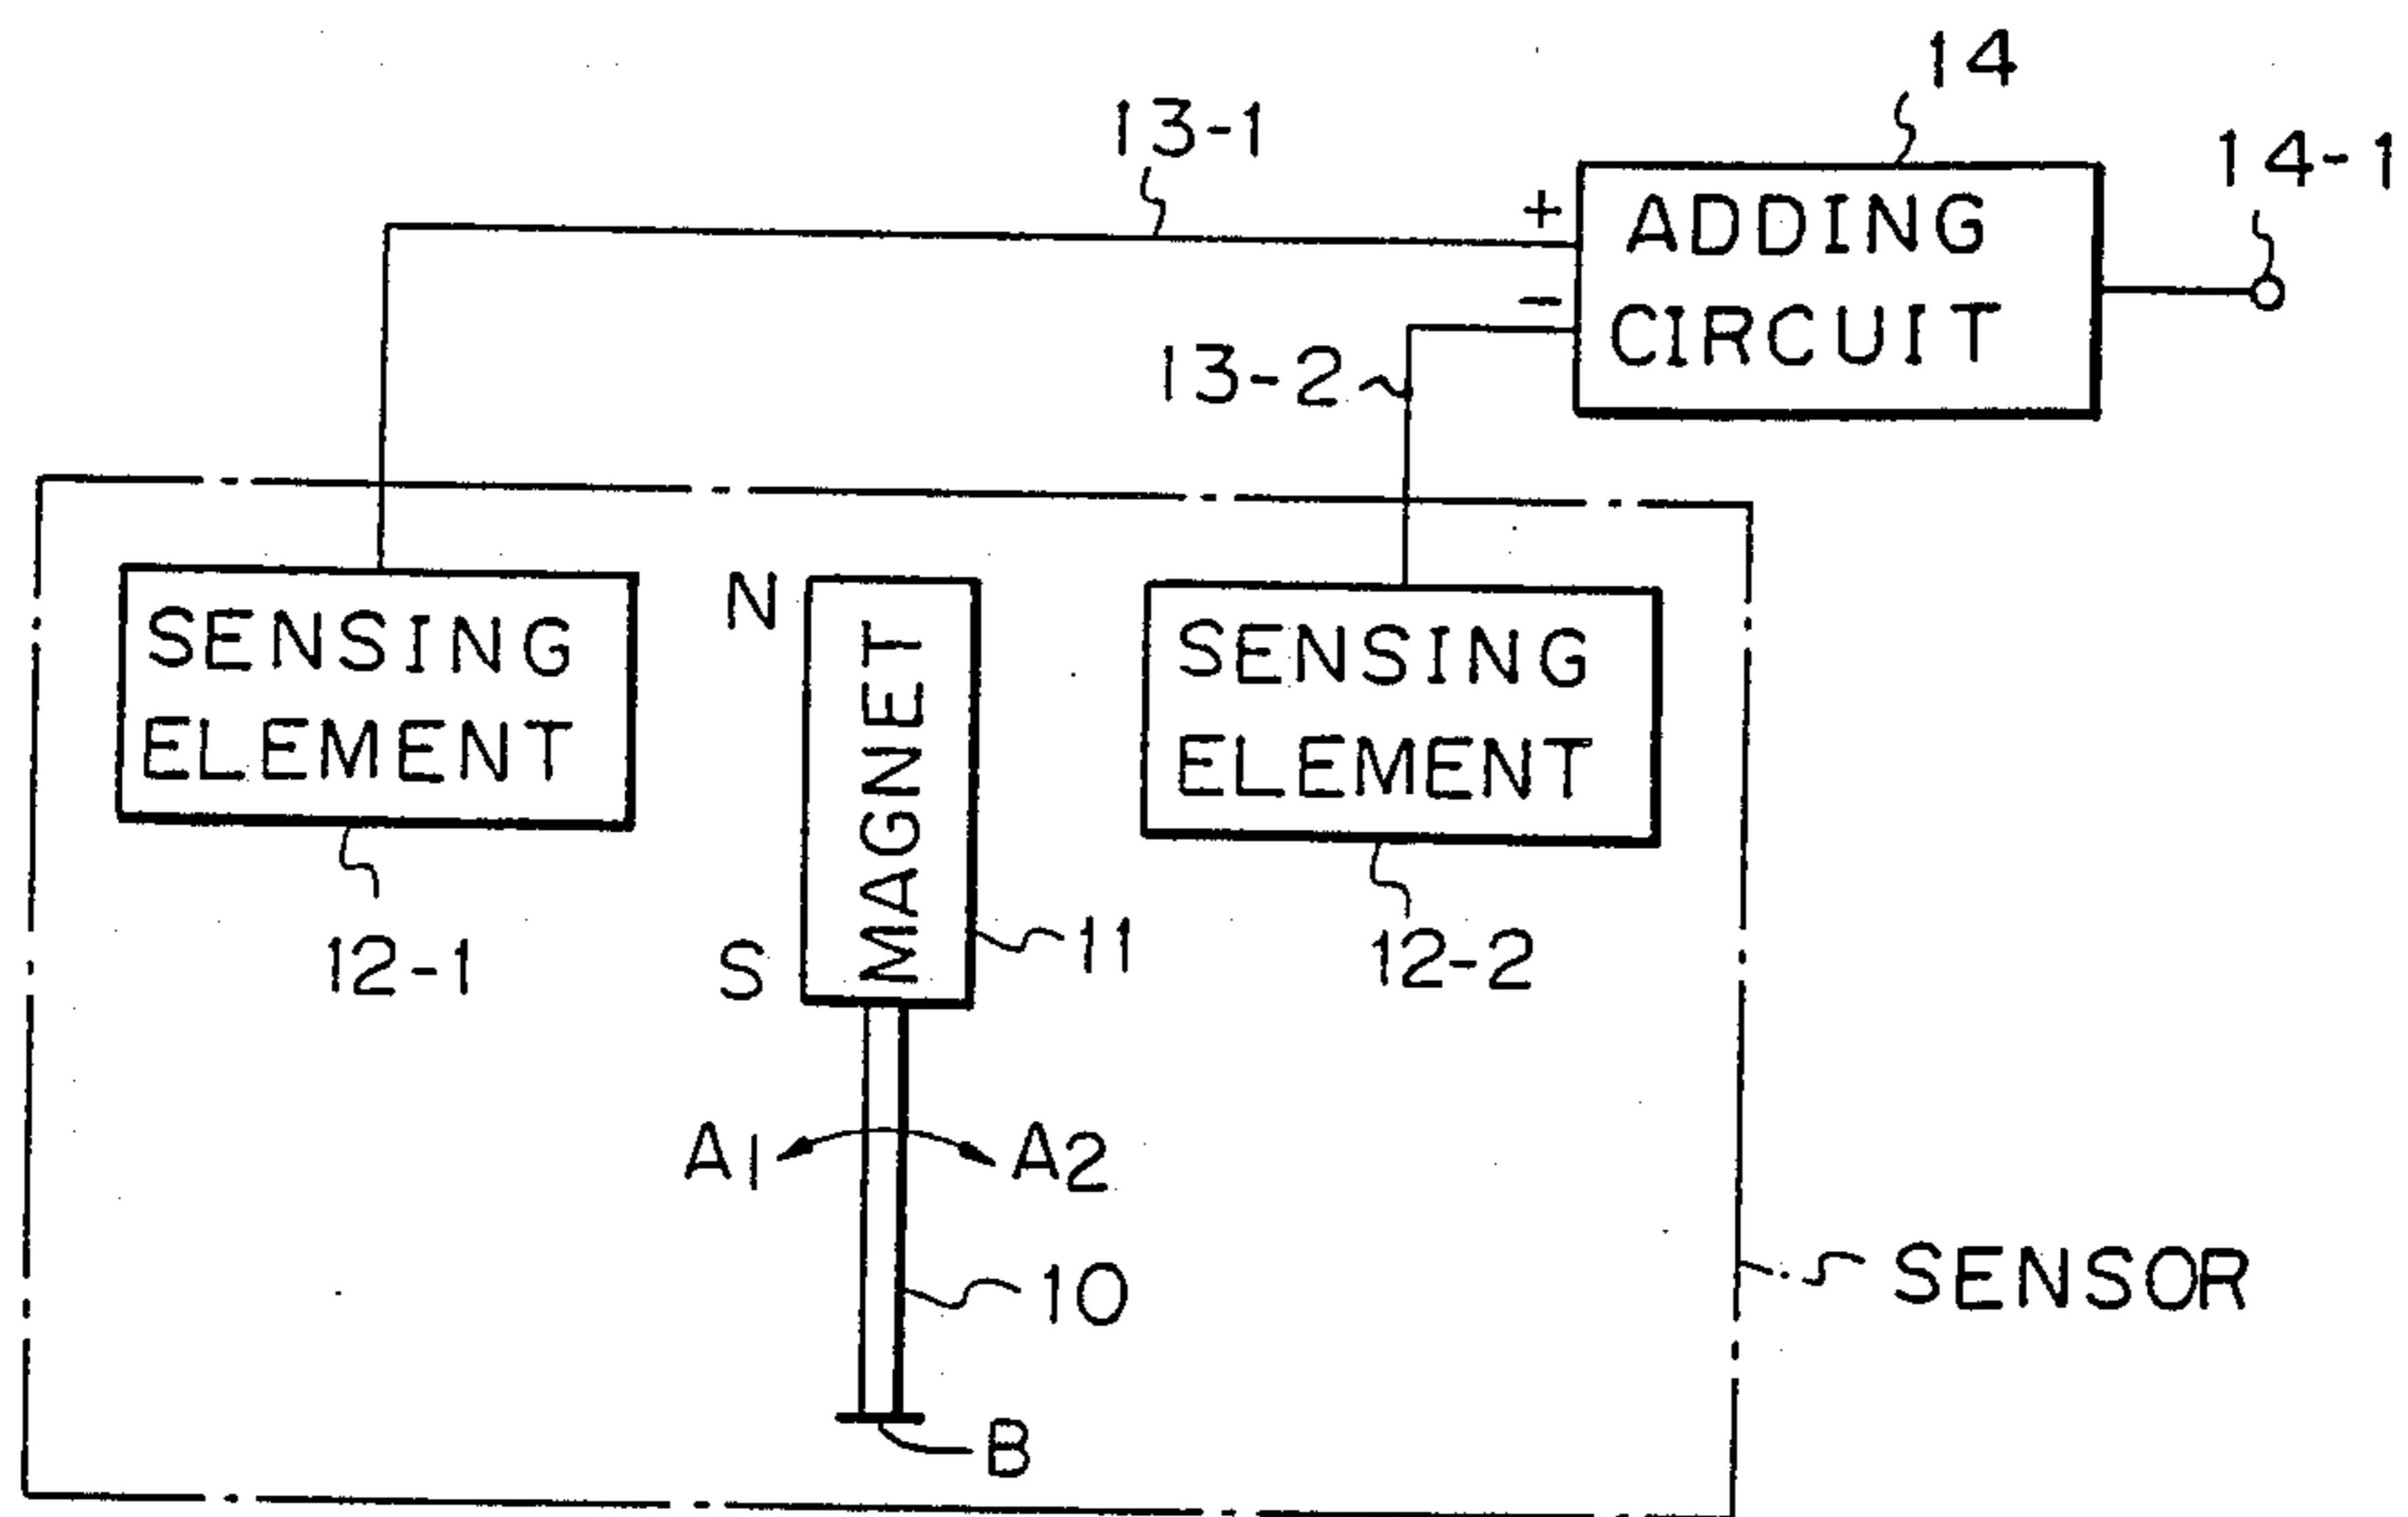 14
13-1
14-1
+
ADDING
–
CIRCUIT
13-2
SENSING
ELEMENT
N
MAGNET
SENSING
ELEMENT
S
11
12-1
12-2
A1
A2
10
SENSOR
B